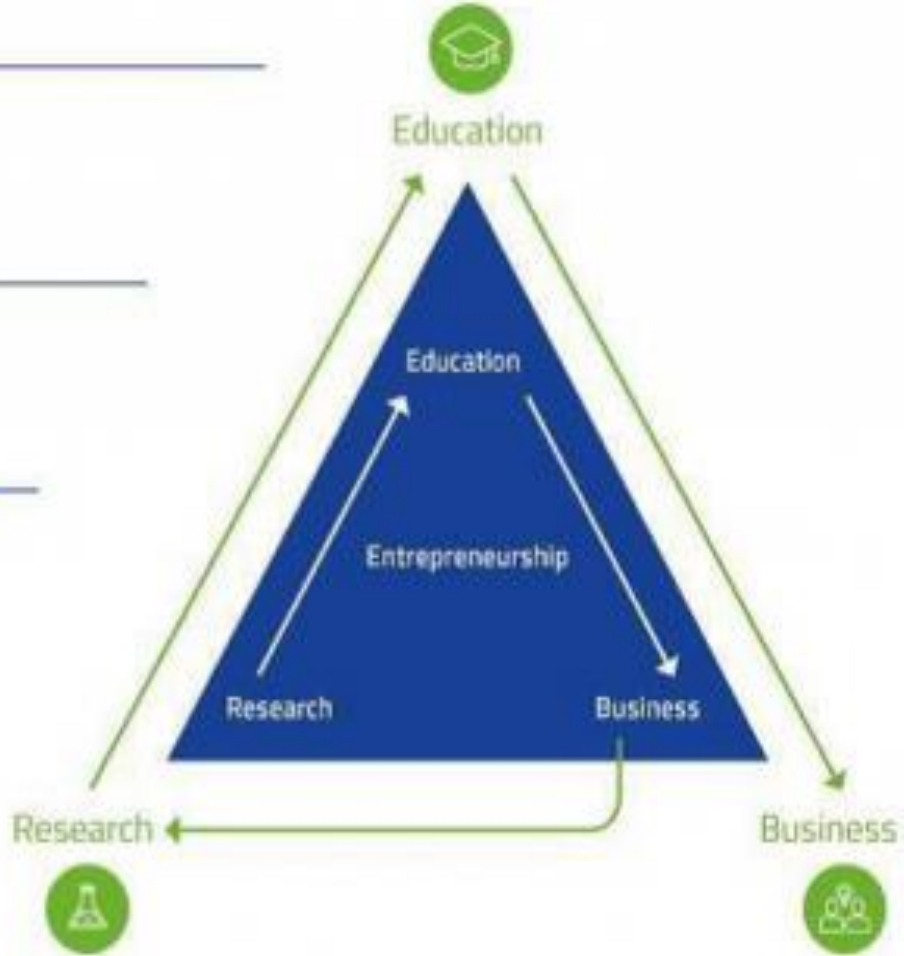 Education
Education
Entrepreneurship
Research
Business
Research
Business